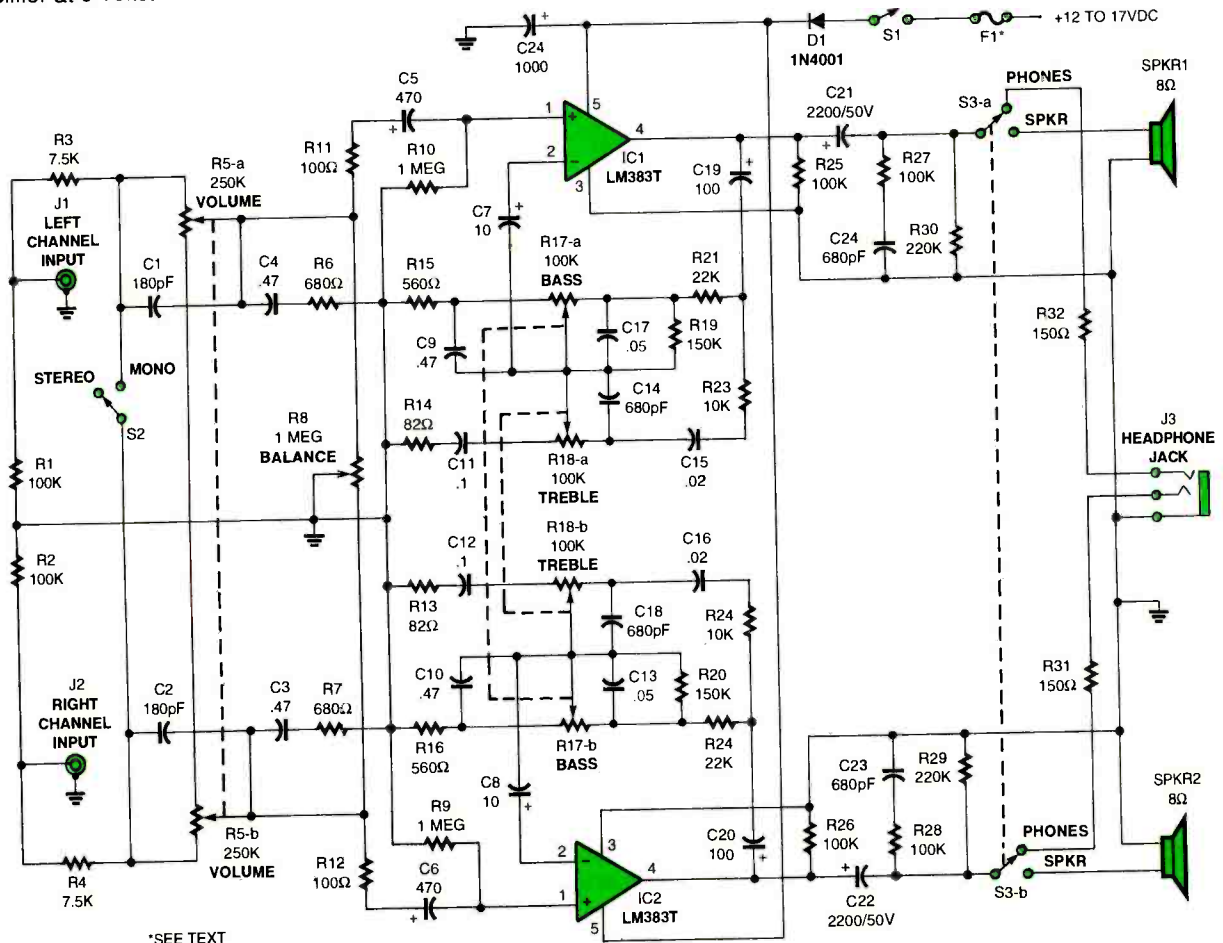 +12 TO 17VDC
C24
1000
+
D1
1N4001
S1
F1*
SPKR1
8Ω
PHONES
S3-a
SPKR
C5
470
+
R11
100Ω
R10
1 MEG
1
2
3
4
5
+
−
IC1
LM383T
C21
2200/50V
+
C19
100
+
R25
100K
R27
100K
C24
680pF
R30
220K
R3
7.5K
J1
LEFT
CHANNEL
INPUT
R5-a
250K
VOLUME
C1
180pF
C4
.47
R6
680Ω
R15
560Ω
C7
10
+
R17-a
100K
BASS
R21
22K
C9
.47
C17
.05
R19
150K
R32
150Ω
STEREO
MONO
S2
R14
82Ω
C14
680pF
R23
10K
C11
.1
R18-a
100K
TREBLE
C15
.02
J3
HEADPHONE
JACK
R8
1 MEG
BALANCE
R1
100K
R2
100K
C12
.1
R18-b
100K
TREBLE
C16
.02
R13
82Ω
C18
680pF
R24
10K
C10
.47
C13
.05
R20
150K
R31
150Ω
J2
RIGHT
CHANNEL
INPUT
C2
180pF
C3
.47
R7
680Ω
R16
560Ω
R17-b
BASS
R24
22K
C8
10
+
C23
680pF
R29
220K
SPKR2
8Ω
R9
1 MEG
R5-b
250K
VOLUME
R12
100Ω
C6
470
+
2
1
3
4
5
−
+
IC2
LM383T
C20
100
+
R26
100K
R28
100K
C22
2200/50V
+
PHONES
SPKR
S3-b
R4
7.5K
*SEE TEXT